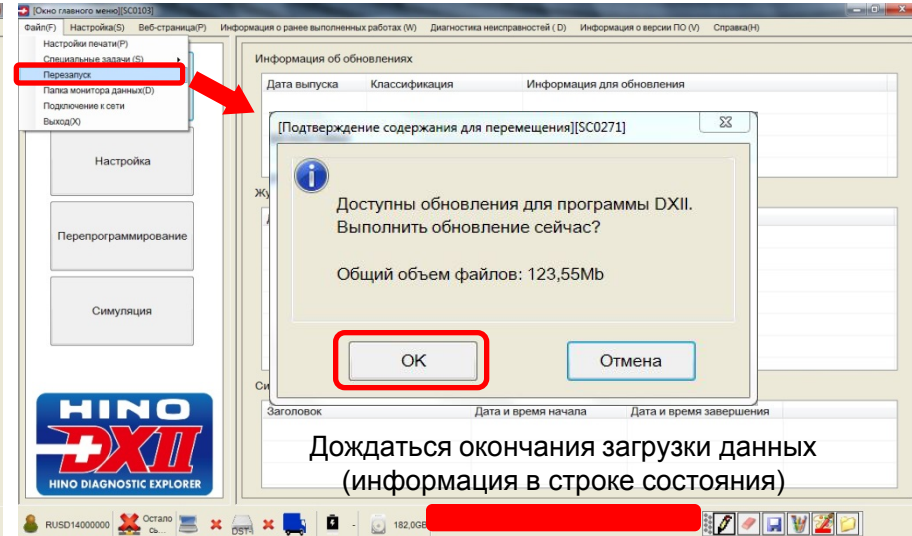 [Окно главного меню][SC0103]
Файл(F) Настройка(S) Веб-страница(P) Информация о ранее выполненных работах (W) Диагностика неисправностей ( D) Информация о версии ПО (V) Справка(H)
Настройки печати(P)
Специальные задачи (S)
Перезапуск
Папка монитора данных(D)
Подключение к сети
Выход(X)
Настройка
Перепрограммирование
Симуляция
HINO
DXII
HINO DIAGNOSTIC EXPLORER
Информация об обновлениях
Дата выпуска Классификация Информация для обновления
[Подтверждение содержания для перемещения][SC0271]
Доступны обновления для программы DXII.
Выполнить обновление сейчас?
Общий объем файлов: 123,55Mb
OK Отмена
Заголовок Дата и время начала Дата и время завершения
Дождаться окончания загрузки данных
(информация в строке состояния)
RUSD14000000 Остано
Сь... DST-i - 182,0GB